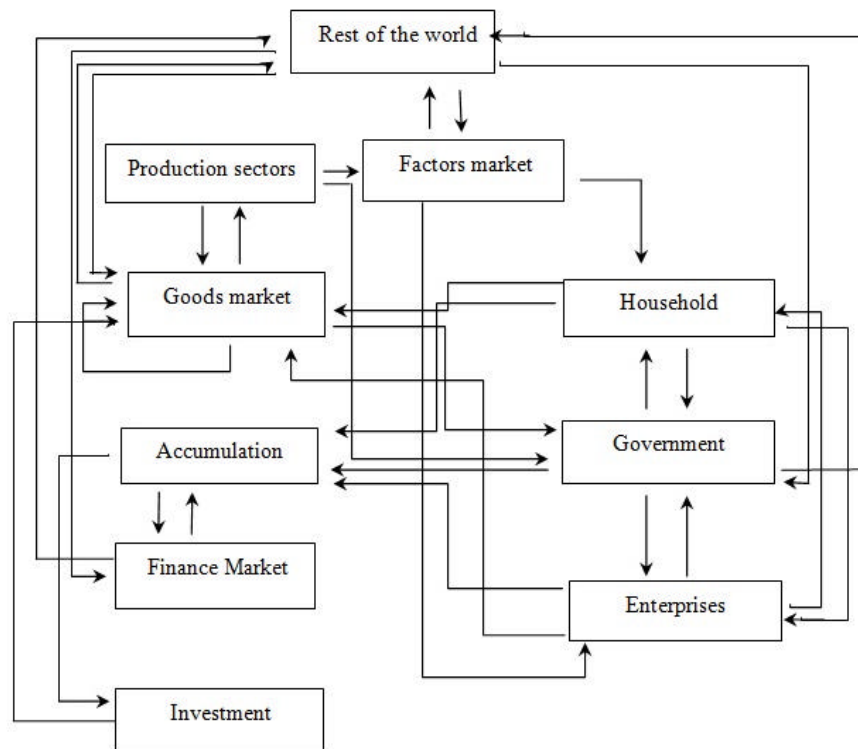 Rest of the world
Production sectors
Factors market
Goods market
Household
Accumulation
Government
Finance Market
Enterprises
Investment